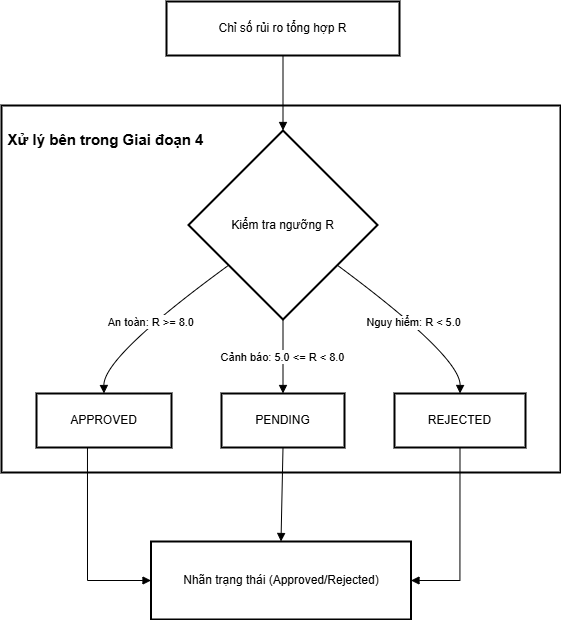 Chỉ số rủi ro tổng hợp R
Xử lý bên trong Giai đoạn 4
Kiểm tra ngưỡng R
An toàn: R >= 8.0
Nguy hiểm: R < 5.0
Cảnh báo: 5.0 <= R < 8.0
APPROVED
PENDING
REJECTED
Nhãn trạng thái (Approved/Rejected)